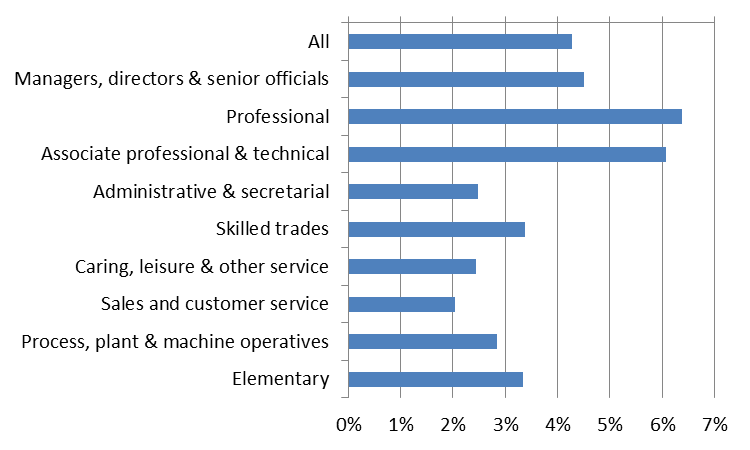 All
Managers, directors & senior officials
Professional
Associate professional & technical
Administrative & secretarial
Skilled trades
Caring, leisure & other service
Sales and customer service
Process, plant & machine operatives
Elementary
0% 1% 2% 3% 4% 5% 6% 7%